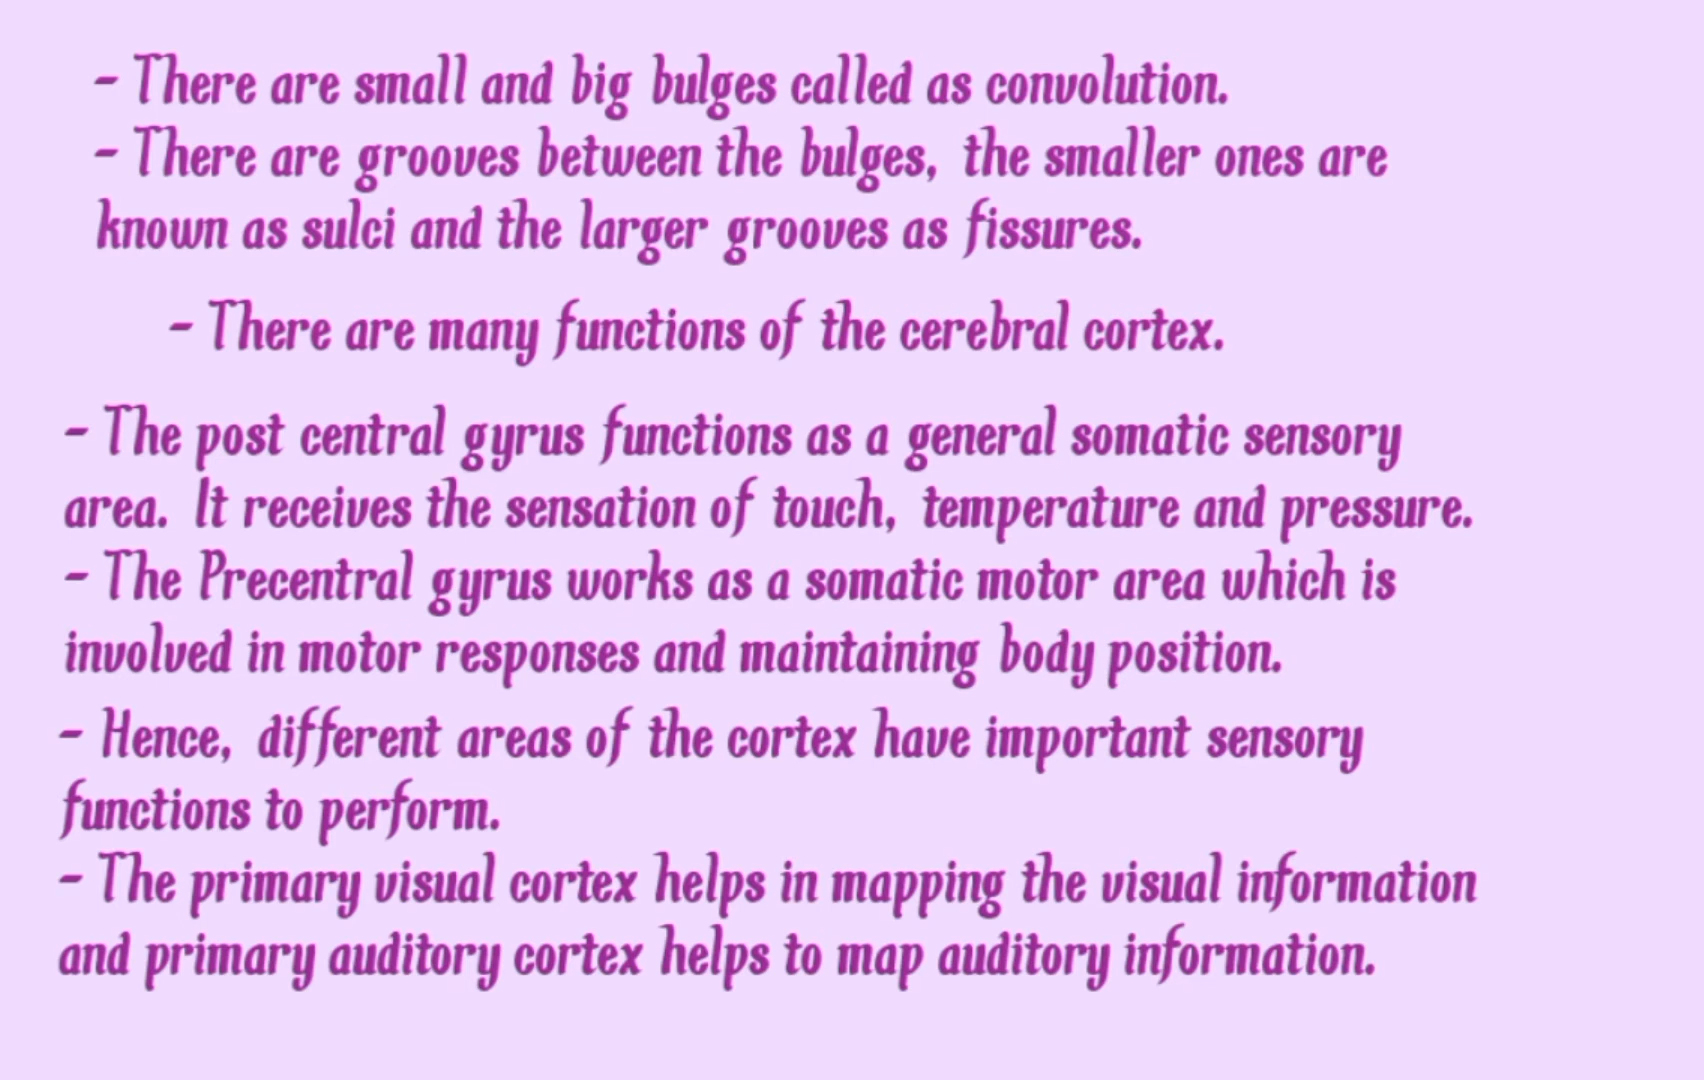 - There are small and big bulges called as convolution.
- There are grooves between the bulges, the smaller ones are
known as sulci and the larger grooves as fissures.
- There are many functions of the cerebral cortex.
- The post central gyrus functions as a general somatic sensory
area. It receives the sensation of touch, temperature and pressure.
- The Precentral gyrus works as a somatic motor area which is
involved in motor responses and maintaining body position.
- Hence, different areas of the cortex have important sensory
functions to perform.
- The primary visual cortex helps in mapping the visual information
and primary auditory cortex helps to map auditory information.